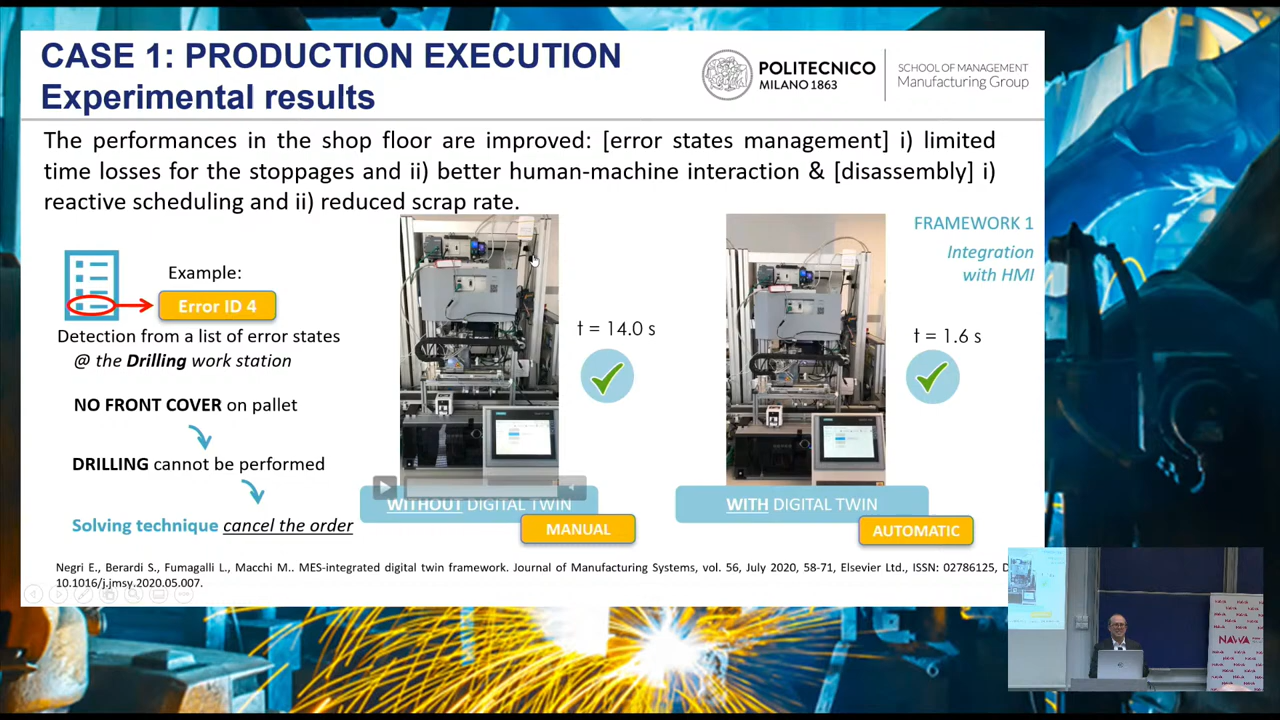 CASE 1: PRODUCTION EXECUTION
Experimental results
POLITECNICO
MILANO 1863
SCHOOL OF MANAGEMENT
Manufacturing Group
The performances in the shop floor are improved: [error states management] i) limited
time losses for the stoppages and ii) better human-machine interaction & [disassembly] i)
reactive scheduling and ii) reduced scrap rate.
FRAMEWORK 1
Integration
with HMI
Example:
Error ID 4
Detection from a list of error states
@ the Drilling work station
NO FRONT COVER on pallet
DRILLING cannot be performed
Solving technique cancel the order
t = 14.0 s
WITHOUT DIGITAL TWIN
MANUAL
t = 1.6 s
WITH DIGITAL TWIN
AUTOMATIC
Negri E., Berardi S., Fumagalli L., Macchi M.. MES-integrated digital twin framework. Journal of Manufacturing Systems, vol. 56, July 2020, 58-71, Elsevier Ltd., ISSN: 02786125, D
10.1016/j.jmsy.2020.05.007.
NAWA